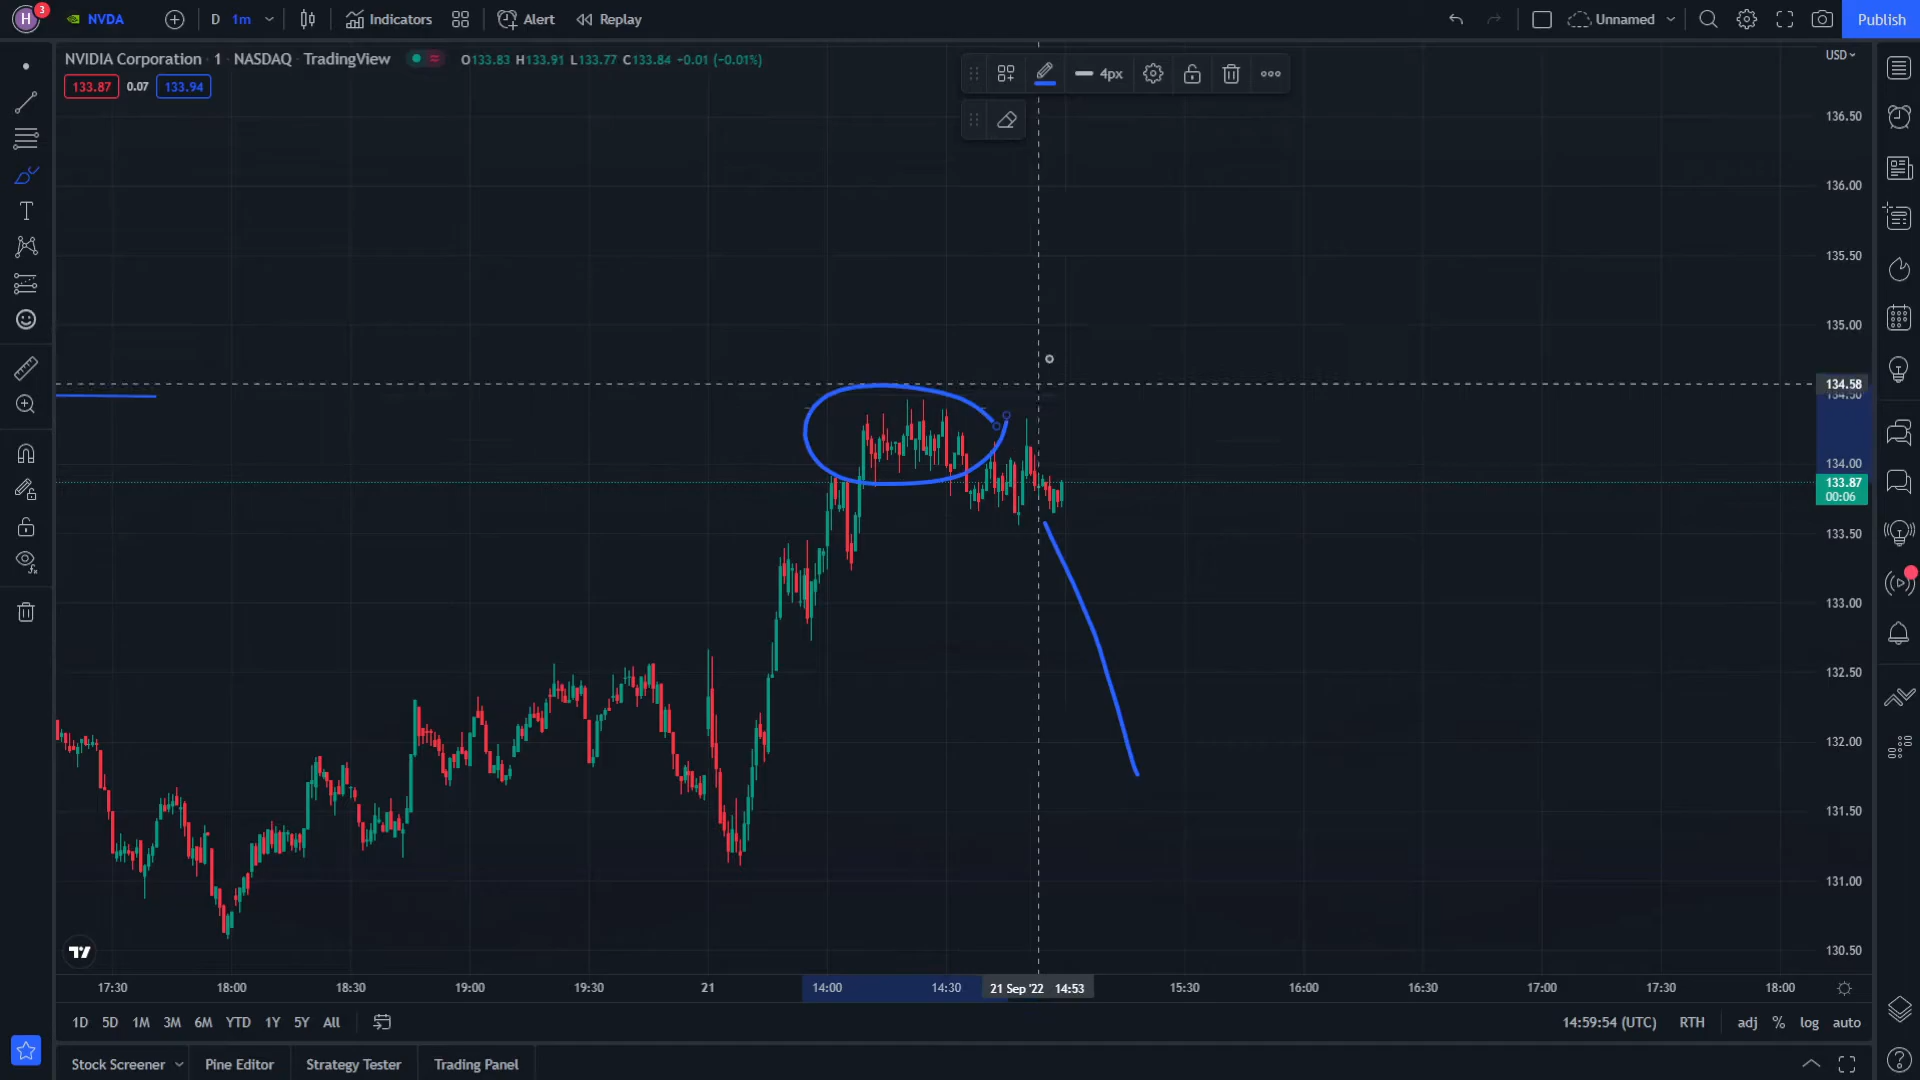 H 3 NVDA D 1m Indicators Alert Replay Unnamed Publish
NVIDIA Corporation · 1 · NASDAQ · TradingView O133.83 H133.91 L133.77 C133.84 -0.01 (-0.01%) USD
133.87 0.07 133.94
4px
136.50
136.00
135.50
135.00
134.58
134.50
134.00
133.87
00:06
133.50
133.00
132.50
132.00
131.50
131.00
130.50
17:30 18:00 18:30 19:00 19:30 21 14:00 14:30 21 Sep '22 14:53 15:30 16:00 16:30 17:00 17:30 18:00
1D 5D 1M 3M 6M YTD 1Y 5Y All 14:59:54 (UTC) RTH adj % log auto
Stock Screener Pine Editor Strategy Tester Trading Panel